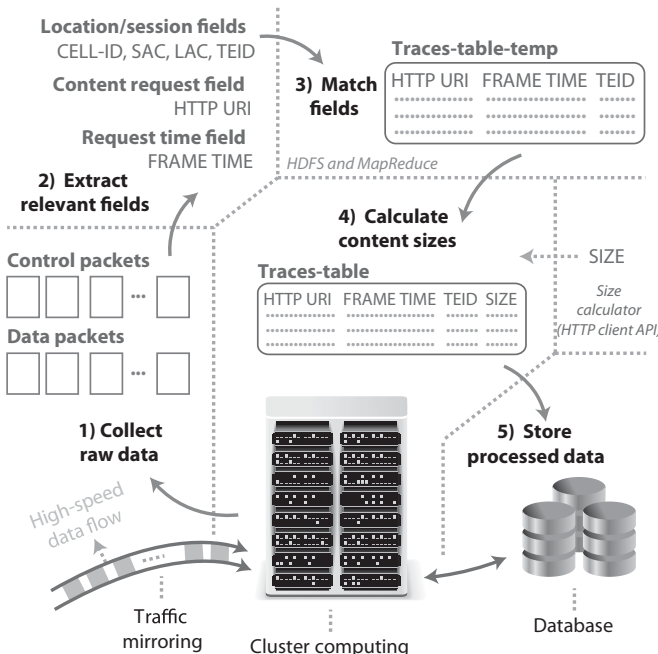 Location/session fields
CELL-ID, SAC, LAC, TEID
Content request field
HTTP URI
Request time field
FRAME TIME
2) Extract
relevant fields
3) Match
fields
Traces-table-temp
HTTP URI FRAME TIME TEID
HDFS and MapReduce
4) Calculate
content sizes
Control packets
...
Data packets
...
Traces-table
HTTP URI FRAME TIME TEID SIZE
SIZE
Size
calculator
(HTTP client API)
1) Collect
raw data
5) Store
processed data
High-speed
data flow
Traffic
mirroring
Cluster computing
Database